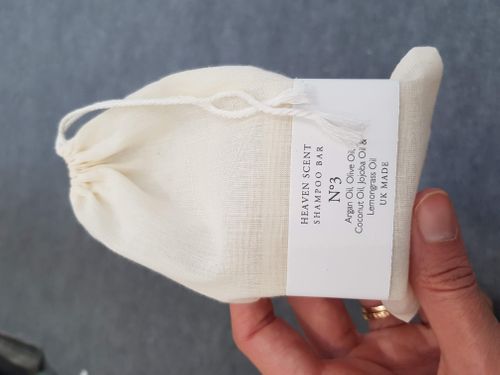 HEAVEN SCENT
SHAMPOO BAR
Nº3
Argan Oil, Olive Oil,
Coconut Oil, Jojoba Oil &
Lemongrass Oil
UK MADE